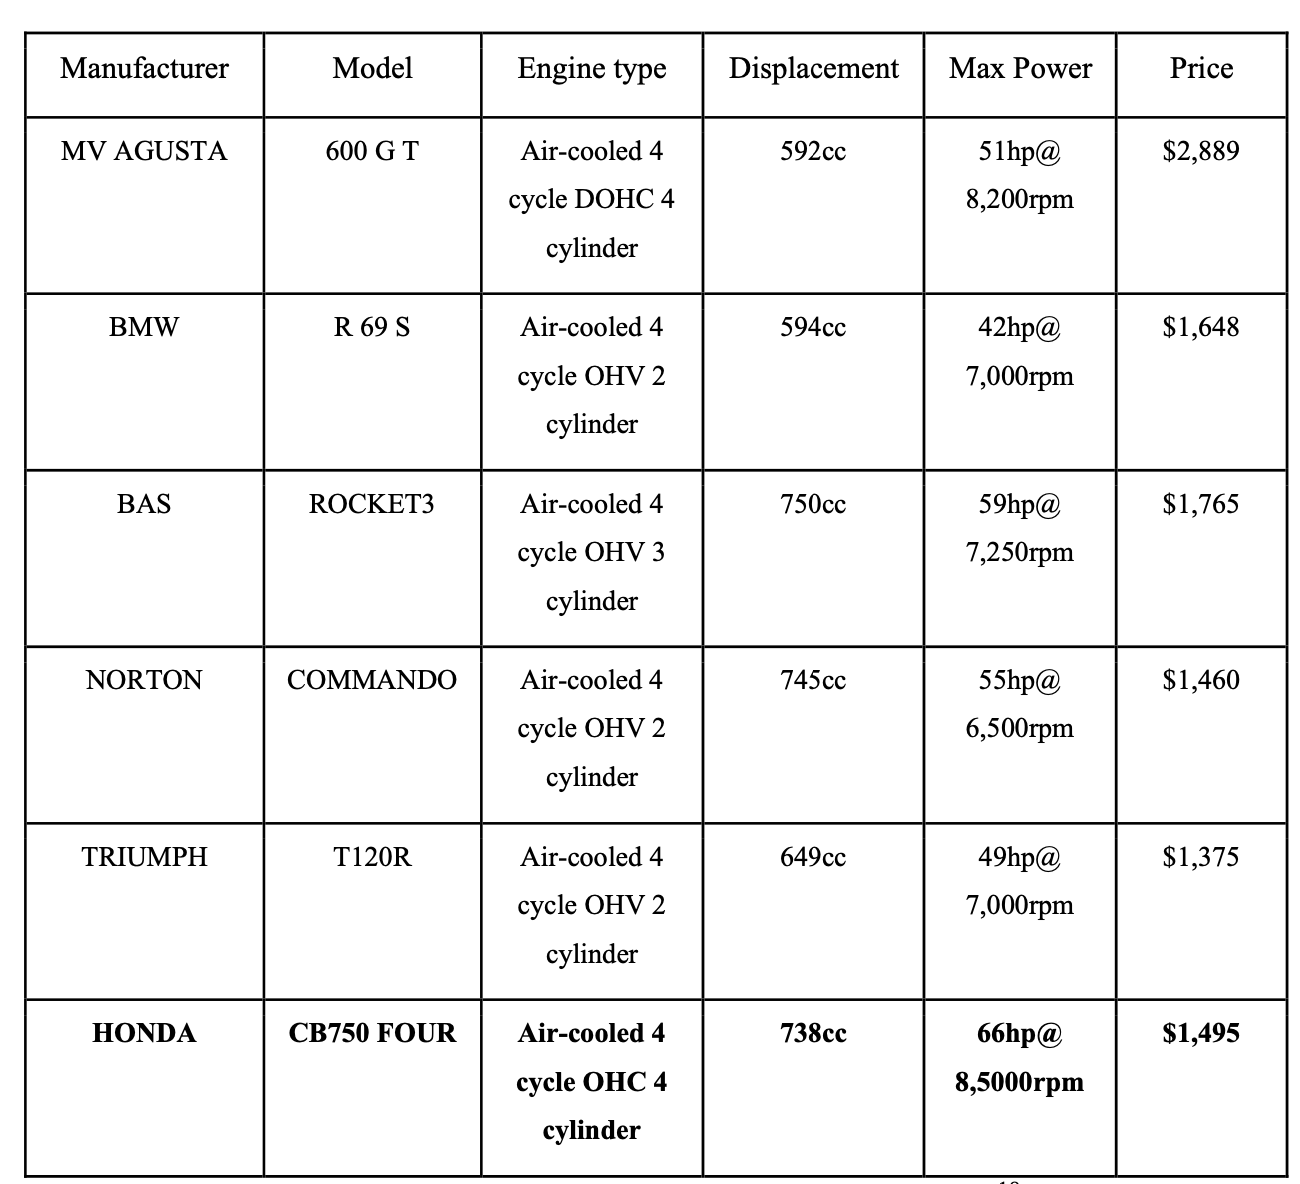 Manufacturer Model Engine type Displacement Max Power Price
MV AGUSTA 600 G T Air-cooled 4 592cc 51hp@ $2,889
cycle DOHC 4 8,200rpm
cylinder
BMW R 69 S Air-cooled 4 594cc 42hp@ $1,648
cycle OHV 2 7,000rpm
cylinder
BAS ROCKET3 Air-cooled 4 750cc 59hp@ $1,765
cycle OHV 3 7,250rpm
cylinder
NORTON COMMANDO Air-cooled 4 745cc 55hp@ $1,460
cycle OHV 2 6,500rpm
cylinder
TRIUMPH T120R Air-cooled 4 649cc 49hp@ $1,375
cycle OHV 2 7,000rpm
cylinder
HONDA CB750 FOUR Air-cooled 4 738cc 66hp@ $1,495
cycle OHC 4 8,5000rpm
cylinder